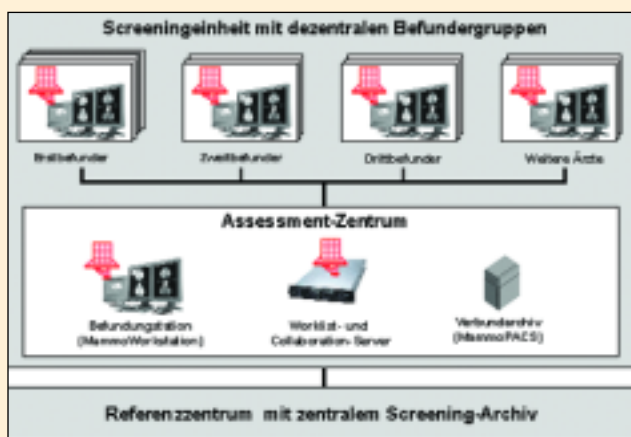 Screeningeinheit mit dezentralen Befundergruppen
Erstbefunder
Zweitbefunder
Drittbefunder
Weitere Ärzte
Assessment-Zentrum
Befundungstation
(MammoWorkstation)
Worklist- und
Collaboration-Server
Verbundarchiv
(MammoPACS)
Referenzzentrum mit zentralem Screening-Archiv